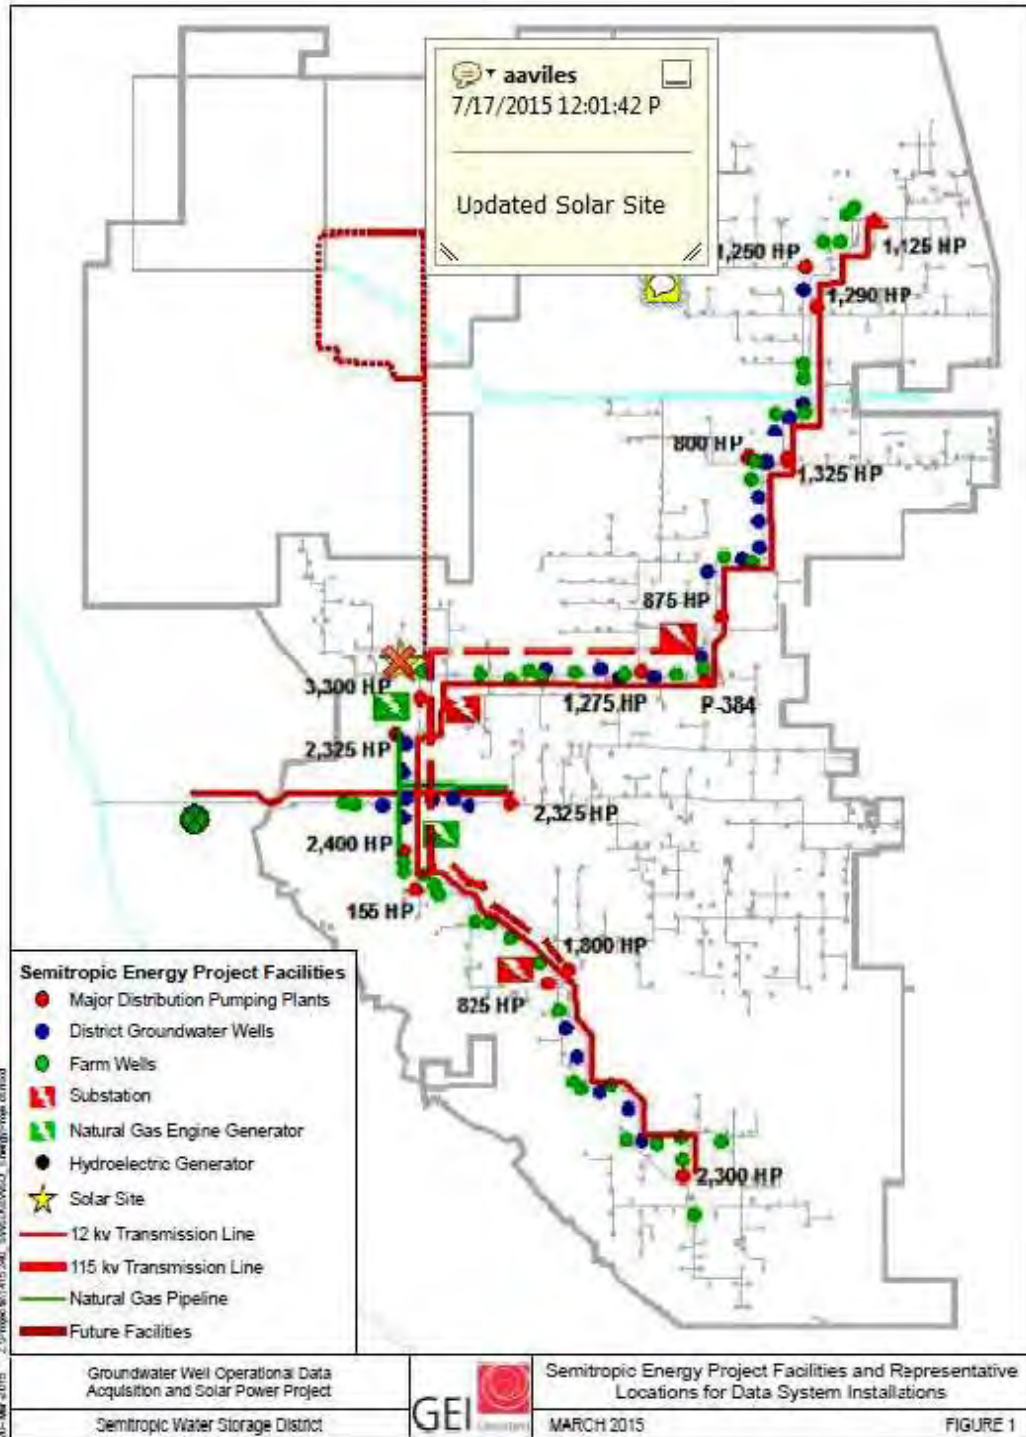 aaviles
7/17/2015 12:01:42 P
Updated Solar Site
1,250 HP
1,125 HP
1,290 HP
800 HP
1,325 HP
875 HP
3,300 HP
1,275 HP
P-384
2,325 HP
2,325 HP
2,400 HP
155 HP
1,800 HP
825 HP
2,300 HP
Semitropic Energy Project Facilities
Major Distribution Pumping Plants
District Groundwater Wells
Farm Wells
Substation
Natural Gas Engine Generator
Hydroelectric Generator
Solar Site
12 kv Transmission Line
115 kv Transmission Line
Natural Gas Pipeline
Future Facilities
Groundwater Well Operational Data
Acquisition and Solar Power Project
Semitropic Water Storage District
GEI
Semitropic Energy Project Facilities and Representative
Locations for Data System Installations
MARCH 2015
FIGURE 1